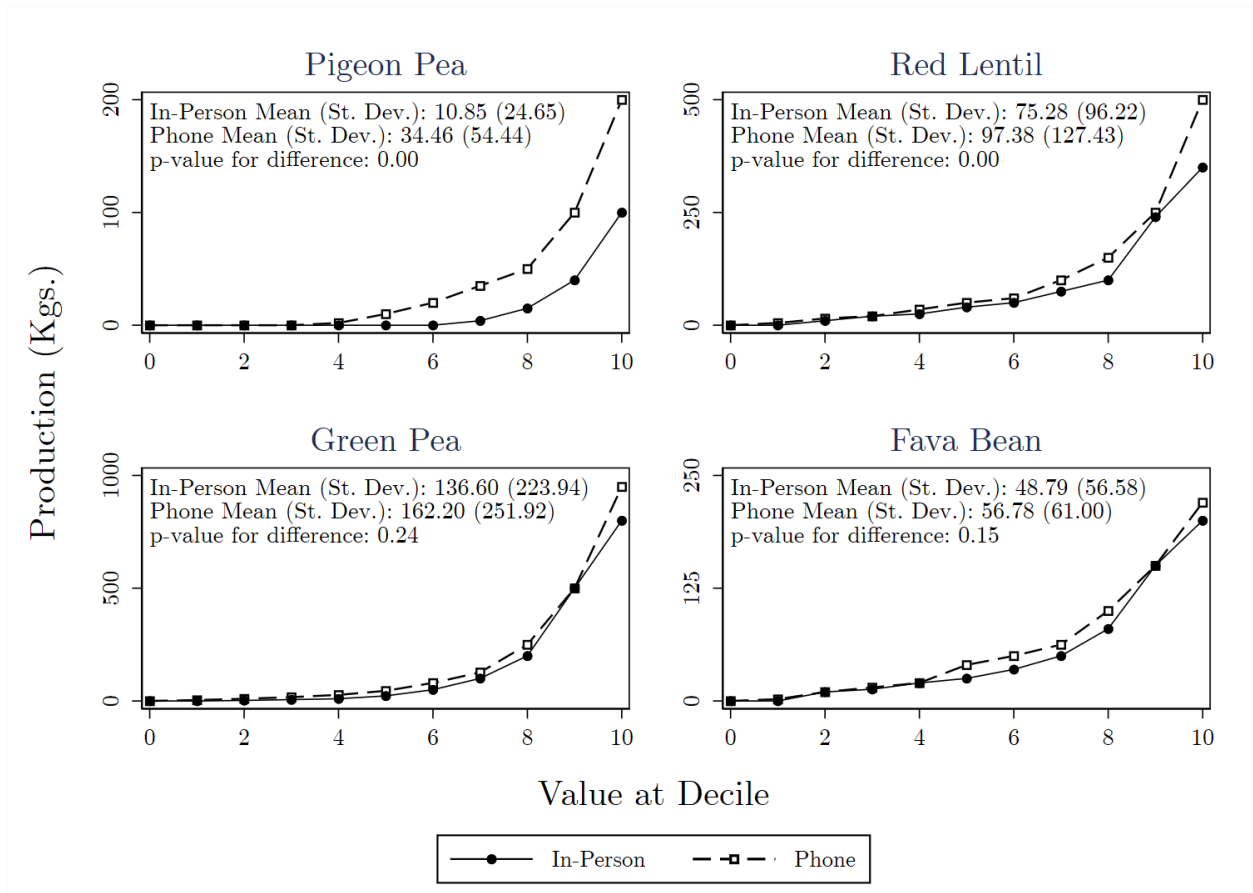 Pigeon Pea
In-Person Mean (St. Dev.): 10.85 (24.65)
Phone Mean (St. Dev.): 34.46 (54.44)
p-value for difference: 0.00
200
100
0
0 2 4 6 8 10
Red Lentil
In-Person Mean (St. Dev.): 75.28 (96.22)
Phone Mean (St. Dev.): 97.38 (127.43)
p-value for difference: 0.00
500
250
0
0 2 4 6 8 10
Production (Kgs.)
Green Pea
In-Person Mean (St. Dev.): 136.60 (223.94)
Phone Mean (St. Dev.): 162.20 (251.92)
p-value for difference: 0.24
1000
500
0
0 2 4 6 8 10
Fava Bean
In-Person Mean (St. Dev.): 48.79 (56.58)
Phone Mean (St. Dev.): 56.78 (61.00)
p-value for difference: 0.15
250
125
0
0 2 4 6 8 10
Value at Decile
In-Person Phone